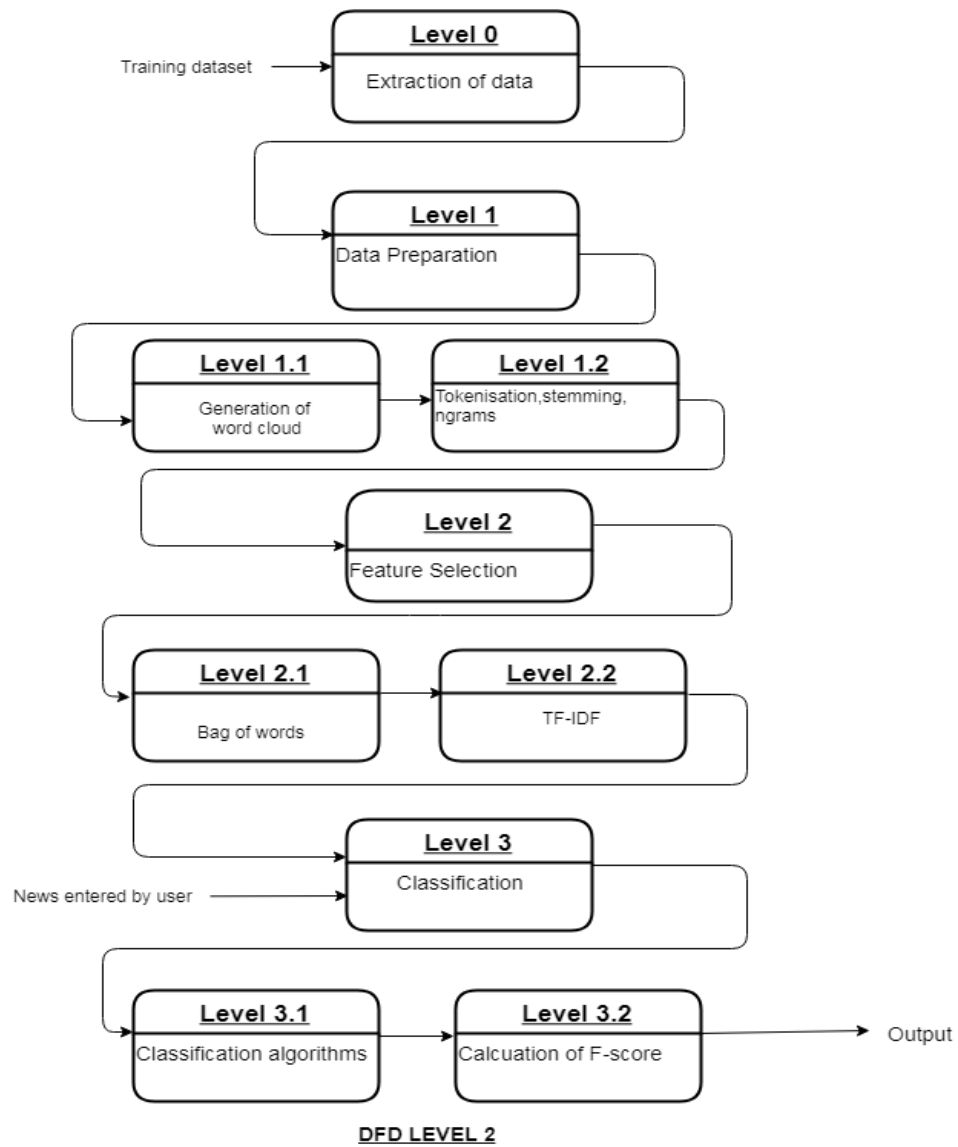 Level 0
Training dataset
Extraction of data
Level 1
Data Preparation
Level 1.1
Generation of
word cloud
Level 1.2
Tokenisation,stemming,
ngrams
Level 2
Feature Selection
Level 2.1
Bag of words
Level 2.2
TF-IDF
Level 3
Classification
News entered by user
Level 3.1
Classification algorithms
Level 3.2
Calcuation of F-score
Output
DFD LEVEL 2